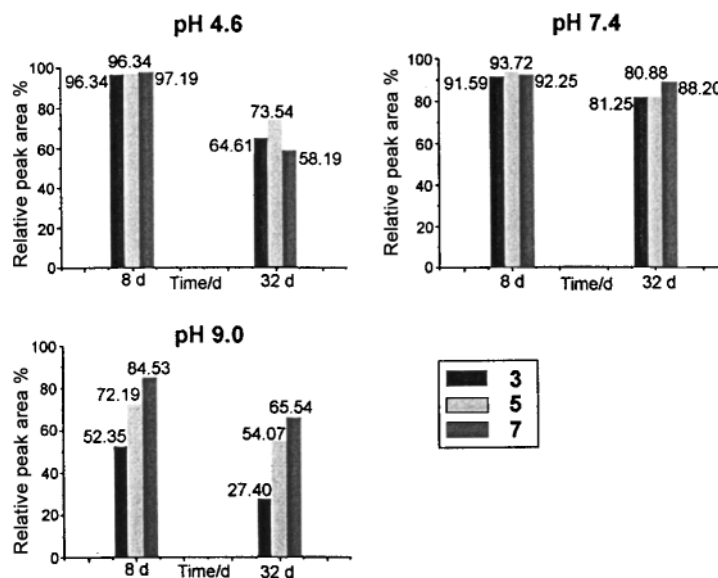 pH 4.6
Relative peak area %
100
80
60
40
20
0
96.34
96.34
97.19
64.61
73.54
58.19
8 d
Time/d
32 d
pH 7.4
Relative peak area %
100
80
60
40
20
0
91.59
93.72
92.25
81.25
80.88
88.20
8 d
Time/d
32 d
pH 9.0
Relative peak area %
100
80
60
40
20
0
52.35
72.19
84.53
27.40
54.07
65.54
8 d
Time/d
32 d
3
5
7